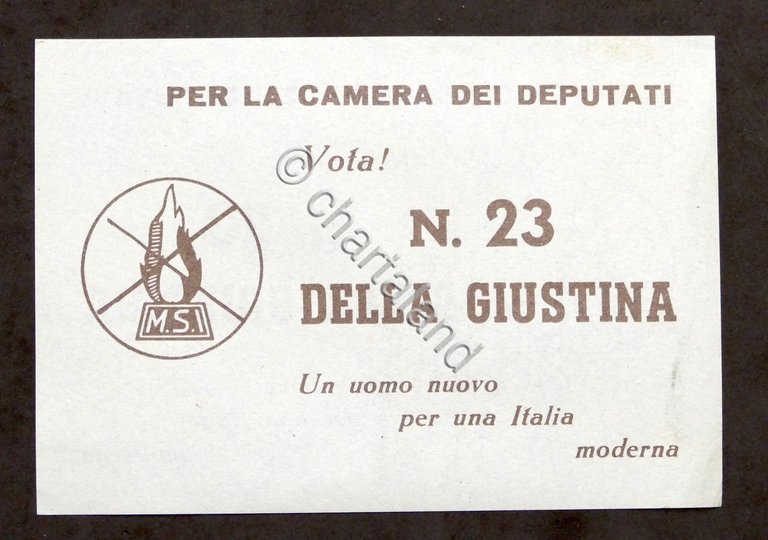 PER LA CAMERA DEI DEPUTATI
Vota!
N. 23
DELLA GIUSTINA
M.S.I
Un uomo nuovo
per una Italia
moderna
© chartaland